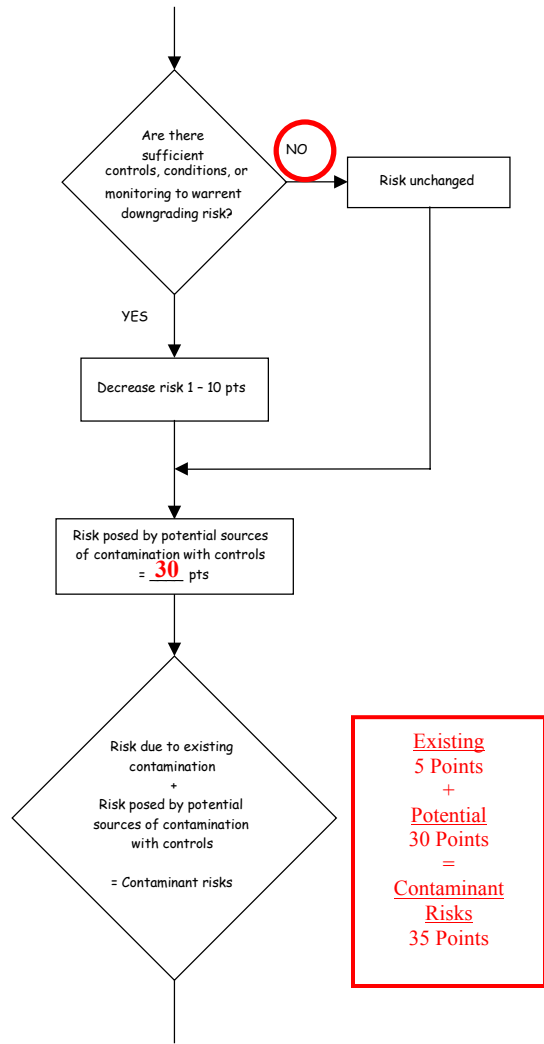 Are there
sufficient
controls, conditions, or
monitoring to warrent
downgrading risk?
NO
Risk unchanged
YES
Decrease risk 1 – 10 pts
Risk posed by potential sources
of contamination with controls
= 30 pts
Risk due to existing
contamination
+
Risk posed by potential
sources of contamination
with controls
= Contaminant risks
Existing
5 Points
+
Potential
30 Points
=
Contaminant
Risks
35 Points